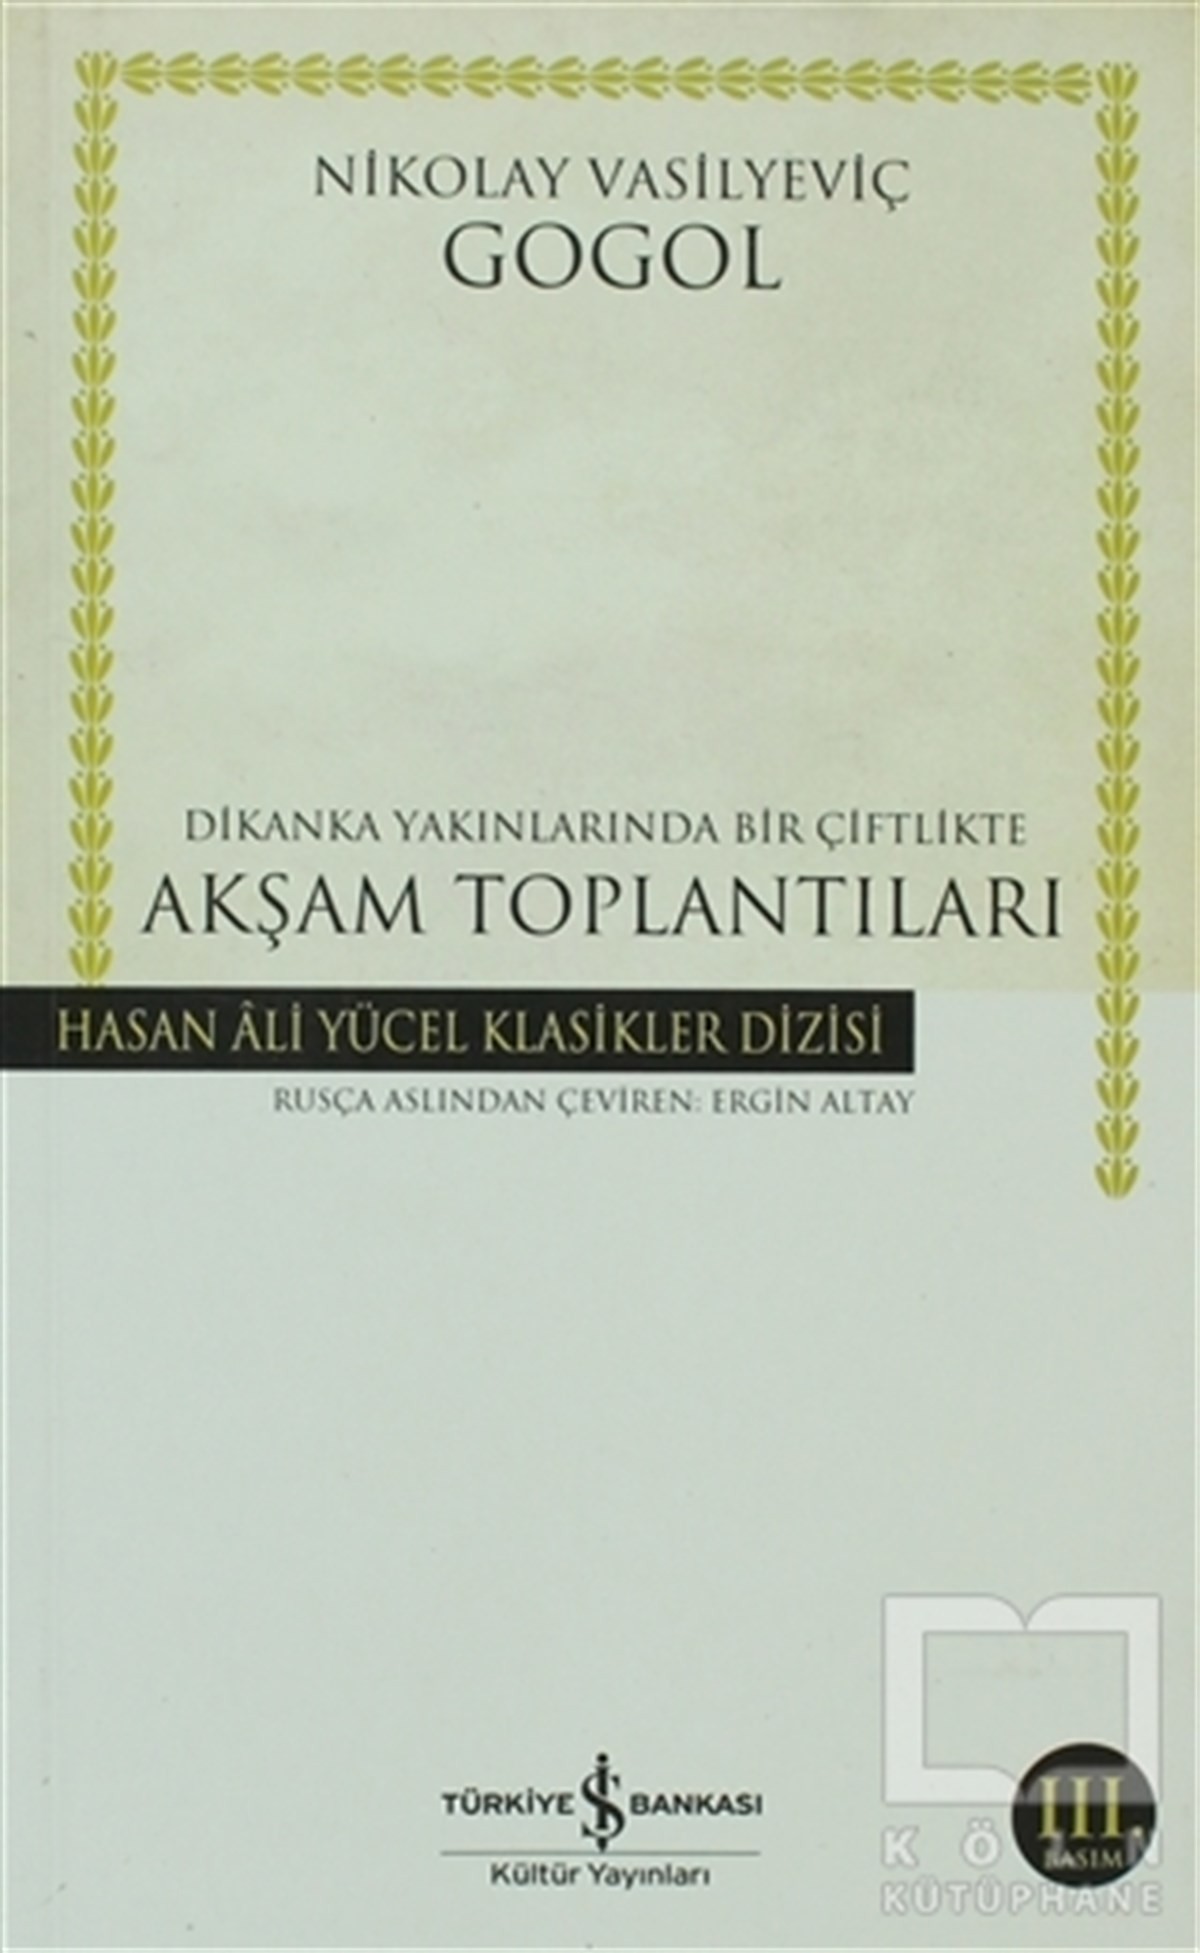 NİKOLAY VASİLYEVİÇ
GOGOL
DİKANKA YAKINLARINDA BİR ÇİFTLİKTE
AKŞAM TOPLANTILARI
HASAN ÂLİ YÜCEL KLASİKLER DİZİSİ
RUSÇA ASLINDAN ÇEVİREN: ERGİN ALTAY
TÜRKİYE İŞ BANKASI
Kültür Yayınları
III.
BASIM
KÜTÜPHANE